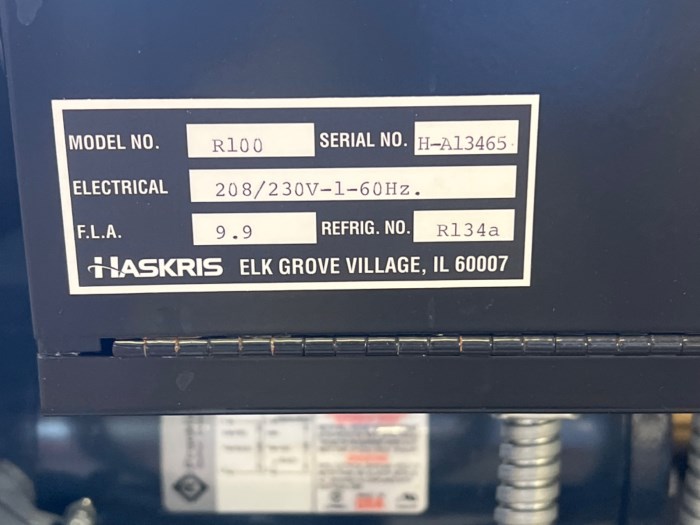 MODEL NO. R100 SERIAL NO. H-A13465
ELECTRICAL 208/230V-1-60Hz.
F.L.A. 9.9 REFRIG. NO. R134a
HASKRIS ELK GROVE VILLAGE, IL 60007